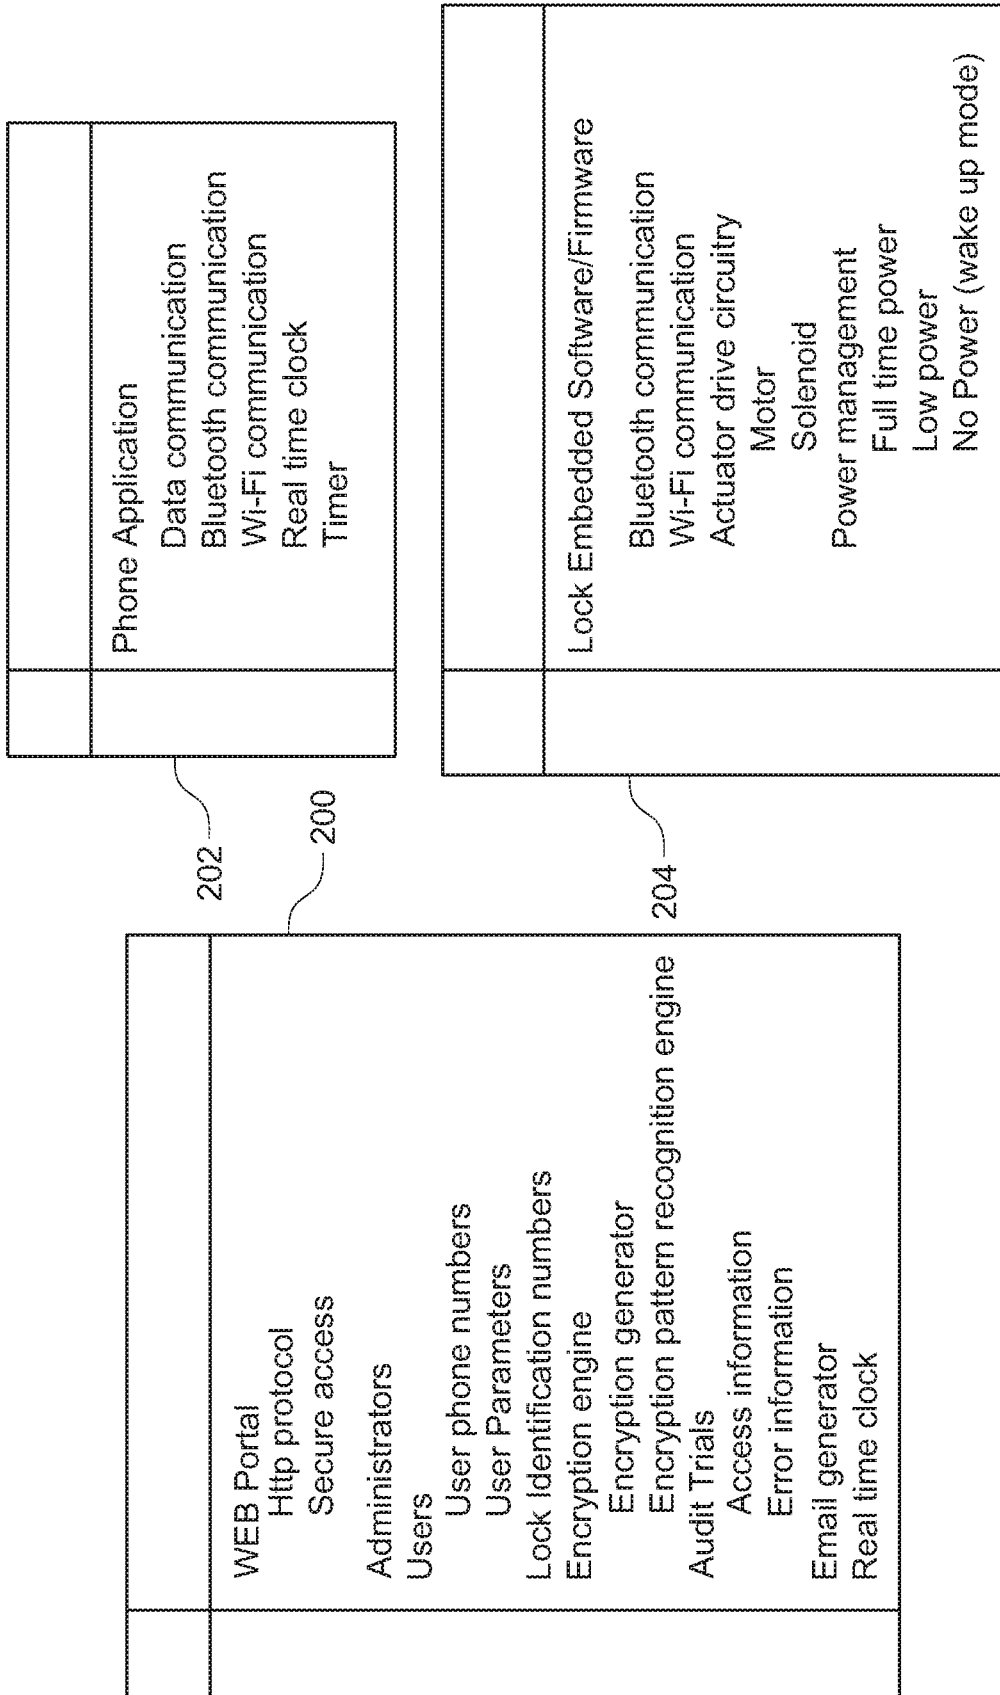 WEB Portal
Http protocol
Secure access
Administrators
Users
User phone numbers
User Parameters
Lock Identification numbers
Encryption engine
Encryption generator
Encryption pattern recognition engine
Audit Trials
Access information
Error information
Email generator
Real time clock
200
202
Phone Application
Data communication
Bluetooth communication
Wi-Fi communication
Real time clock
Timer
204
Lock Embedded Software/Firmware
Bluetooth communication
Wi-Fi communication
Actuator drive circuitry
Motor
Solenoid
Power management
Full time power
Low power
No Power (wake up mode)